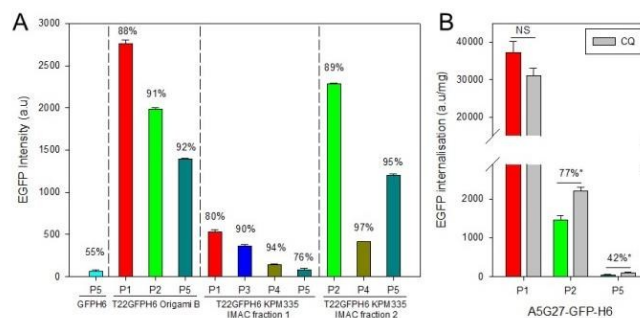 A
EGFP Intensity (a.u)
3000
2500
2000
1500
1000
500
0
55%
88%
91%
92%
80%
90%
94%
76%
89%
97%
95%
P5 P1 P2 P5 P1 P3 P4 P5 P2 P4 P5
GFPH6 T22GFPH6 Origami B T22GFPH6 KPM335 T22GFPH6 KPM335
IMAC fraction 1 IMAC fraction 2
B
EGFP internalisation (a.u/mg)
40000
30000
2000
1000
0
NS
CQ
77%*
42%*
P1 P2 P5
A5G27-GFP-H6